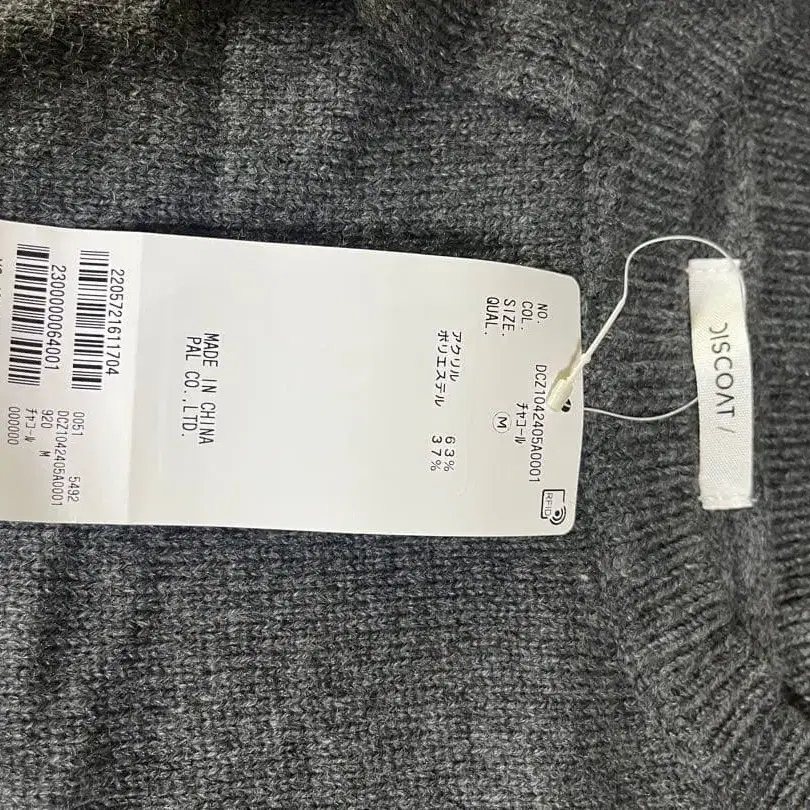 NO. DCZ1042405A0001
COL. チャコール
SIZE. M
QUAL.
アクリル 63%
ポリエステル 37%
MADE IN CHINA
PAL CO.,LTD.
2205721611704
2300000064001
0051 5492
DCZ1042405A0001
920 M
チャコール
000000
RFID
DISCOAT /